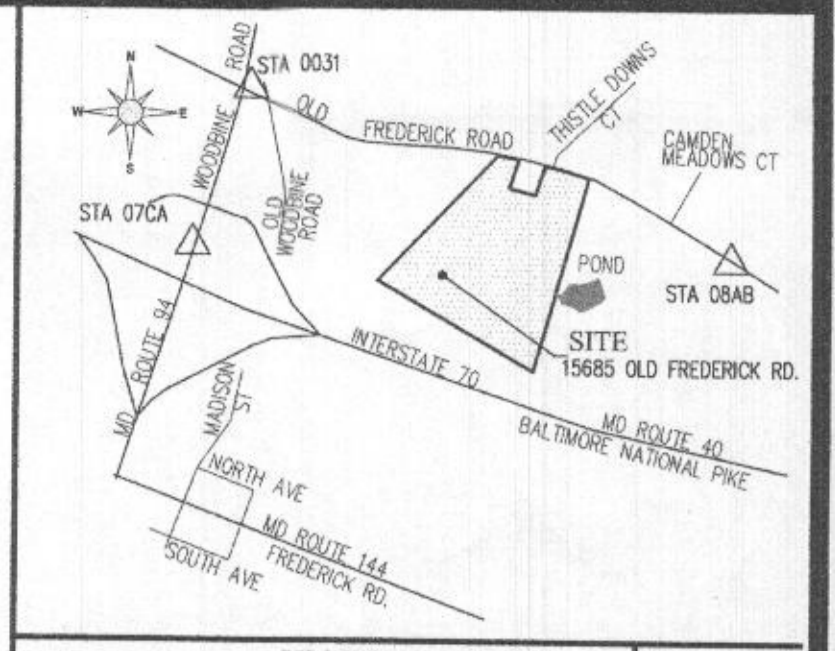 N
W E
S
ROAD
WOODBINE
STA 0031
OLD
FREDERICK ROAD
THISTLE DOWNS
CT
CAMDEN
MEADOWS CT
STA 07CA
OLD
WOODBINE
ROAD
POND
STA 08AB
SITE
15685 OLD FREDERICK RD.
MD ROUTE 94
INTERSTATE 70
MD ROUTE 40
BALTIMORE NATIONAL PIKE
MADISON
ST
NORTH AVE
SOUTH AVE
MD ROUTE 144
FREDERICK RD.